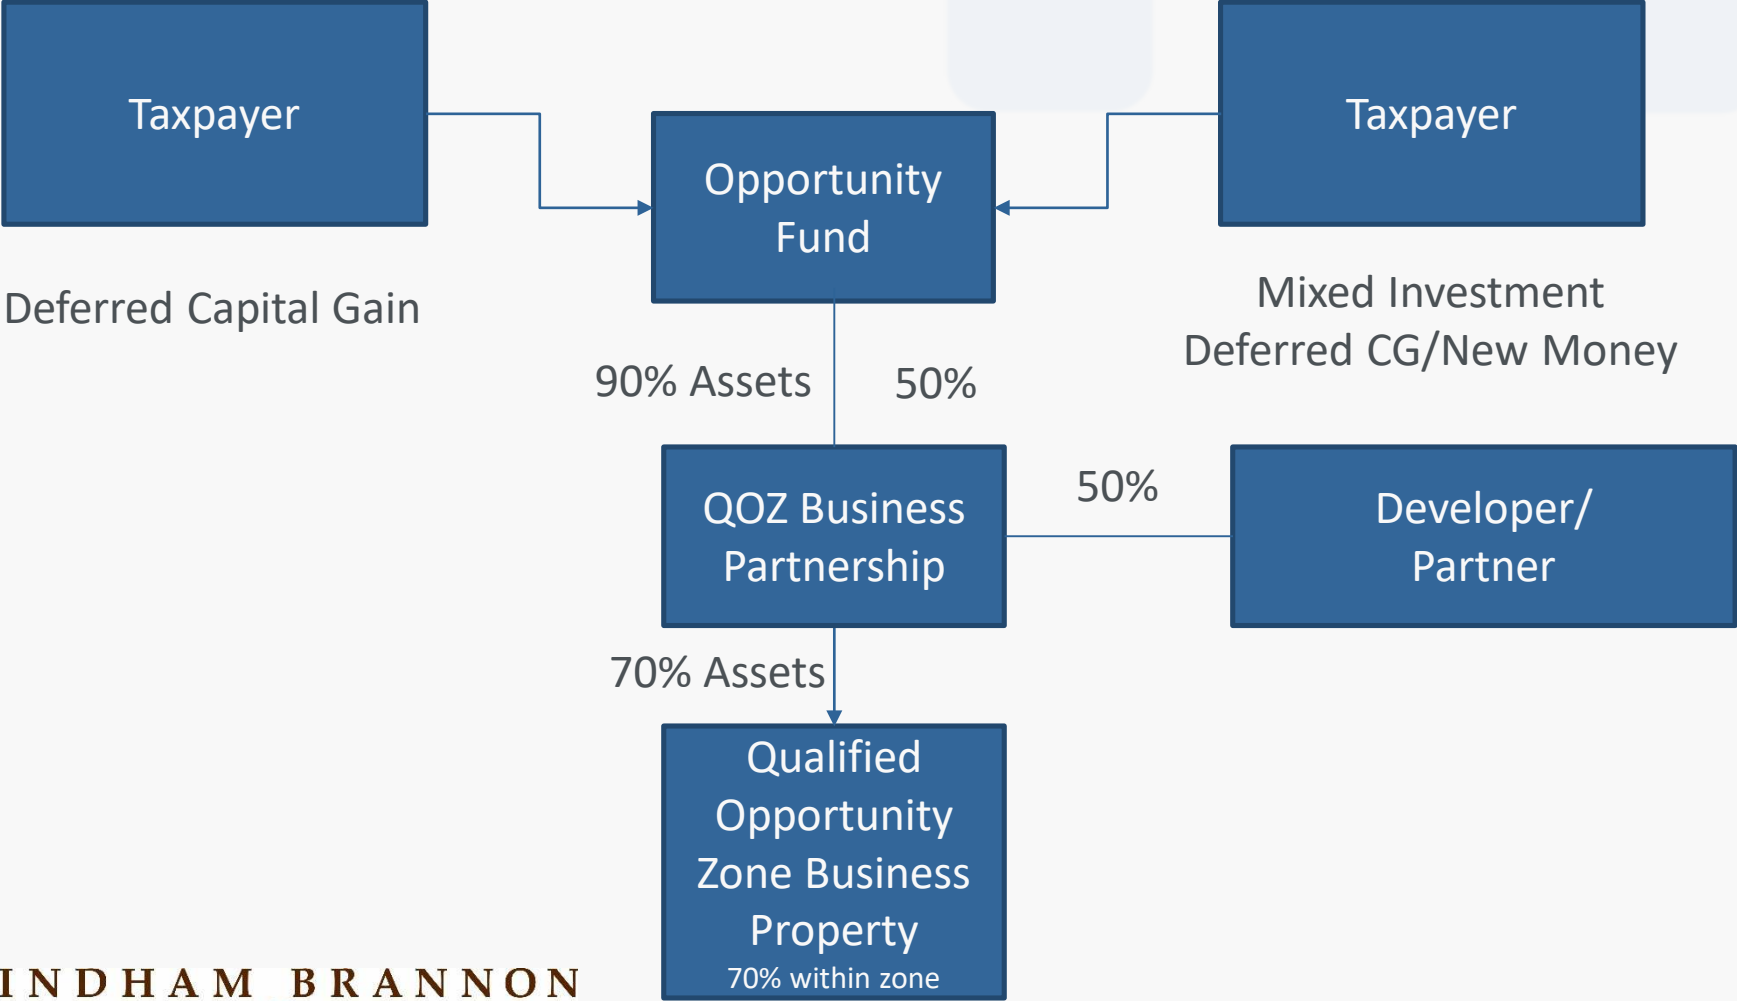 Taxpayer
Taxpayer
Opportunity
Fund
Deferred Capital Gain
Mixed Investment
Deferred CG/New Money
90% Assets
50%
QOZ Business
Partnership
50%
Developer/
Partner
70% Assets
Qualified
Opportunity
Zone Business
Property
70% within zone
INDHAM BRANNON